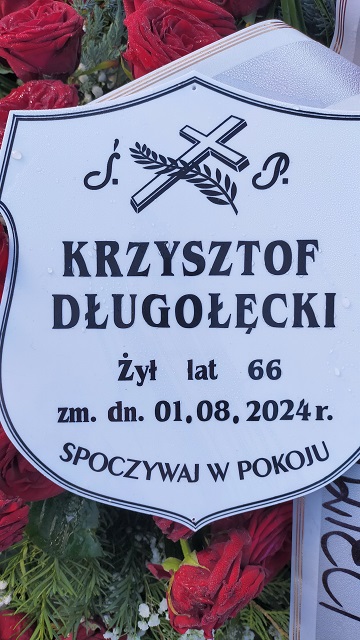 Ś. P.
KRZYSZTOF
DŁUGOŁĘCKI
Żył lat 66
zm. dn. 01.08.2024 r.
SPOCZYWAJ W POKOJU